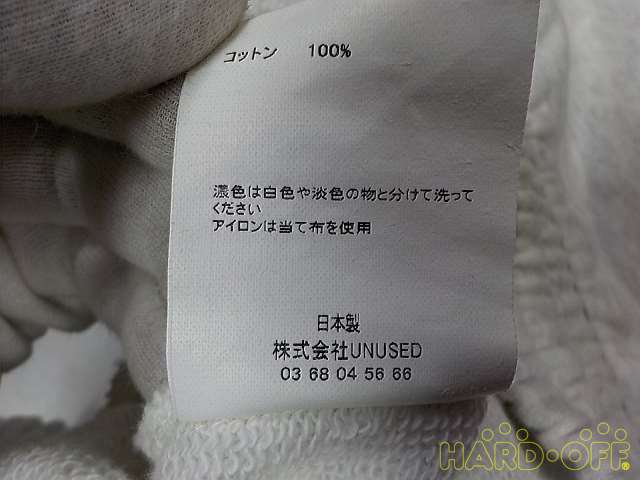 コットン 100%
濃色は白色や淡色の物と分けて洗って
ください
アイロンは当て布を使用
日本製
株式会社UNUSED
03 68 04 56 66
HARD·OFF®